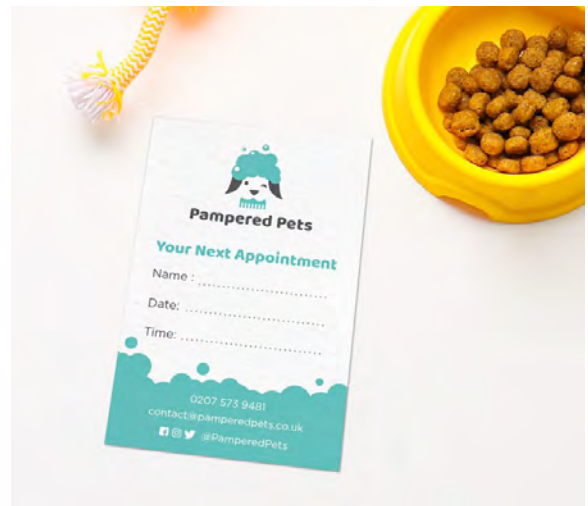 Pampered Pets
Your Next Appointment
Name : ..............................
Date: ..................................
Time: ..................................
0207 573 9481
contact@pamperedpets.co.uk
@PamperedPets